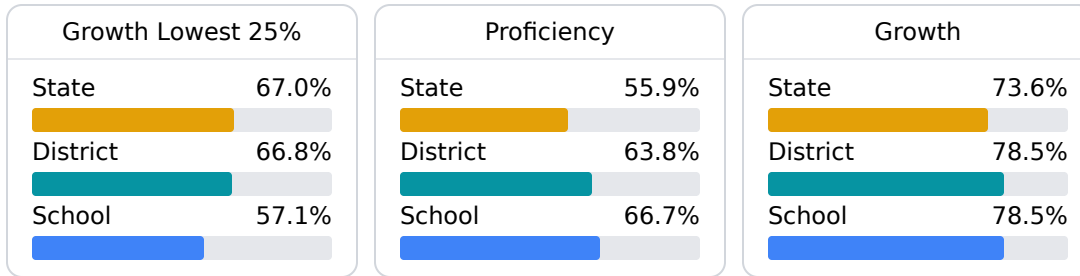 Growth Lowest 25%
State 67.0%
District 66.8%
School 57.1%
Proficiency
State 55.9%
District 63.8%
School 66.7%
Growth
State 73.6%
District 78.5%
School 78.5%